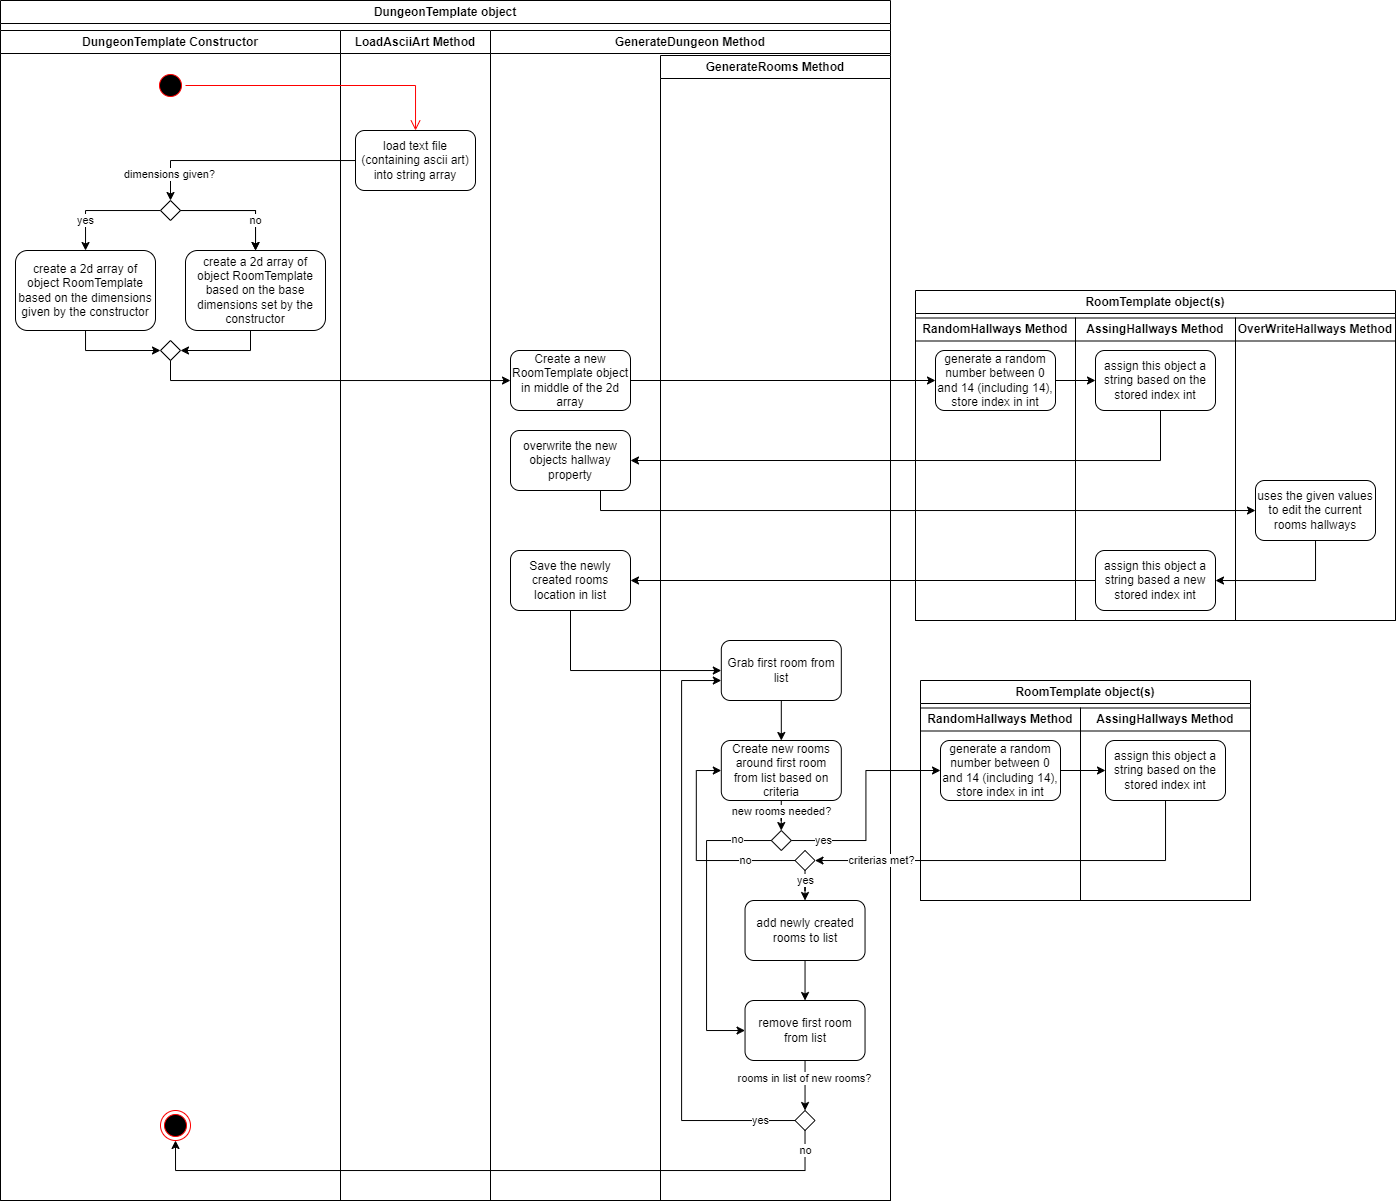 DungeonTemplate object
DungeonTemplate Constructor
LoadAsciiArt Method
GenerateDungeon Method
GenerateRooms Method
load text file
(containing ascii art)
into string array
dimensions given?
yes
no
create a 2d array of
object RoomTemplate
based on the dimensions
given by the constructor
create a 2d array of
object RoomTemplate
based on the base
dimensions set by the
constructor
RoomTemplate object(s)
RandomHallways Method
AssingHallways Method
OverWriteHallways Method
Create a new
RoomTemplate object
in middle of the 2d
array
generate a random
number between 0
and 14 (including 14),
store index in int
assign this object a
string based on the
stored index int
overwrite the new
objects hallway
property
uses the given values
to edit the current
rooms hallways
Save the newly
created rooms
location in list
assign this object a
string based a new
stored index int
Grab first room from
list
RoomTemplate object(s)
RandomHallways Method
AssingHallways Method
Create new rooms
around first room
from list based on
criteria
generate a random
number between 0
and 14 (including 14),
store index in int
assign this object a
string based on the
stored index int
new rooms needed?
no
yes
no
criterias met?
yes
add newly created
rooms to list
remove first room
from list
rooms in list of new rooms?
yes
no